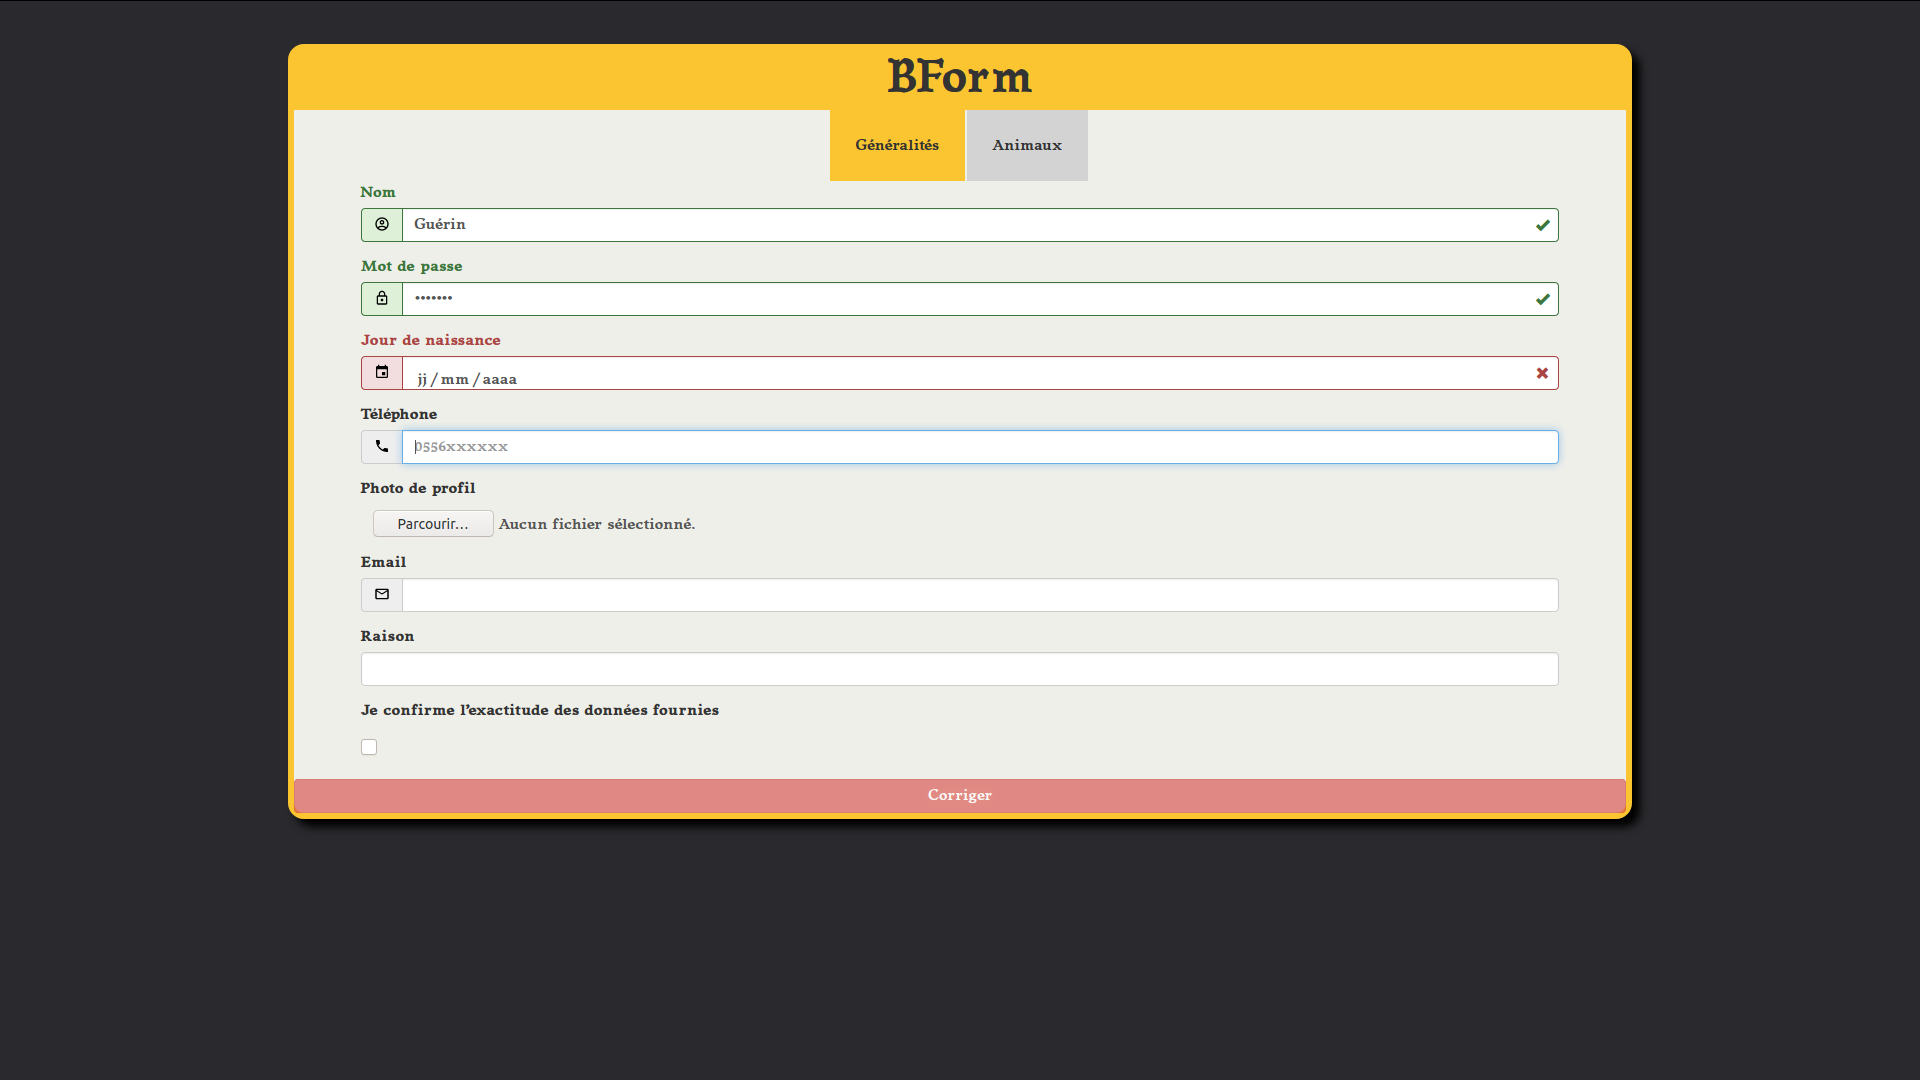 BForm
Généralités Animaux
Nom
Guérin
Mot de passe
•••••••
Jour de naissance
jj / mm / aaaa
Téléphone
0556xxxxxx
Photo de profil
Parcourir... Aucun fichier sélectionné.
Email
Raison
Je confirme l'exactitude des données fournies
Corriger